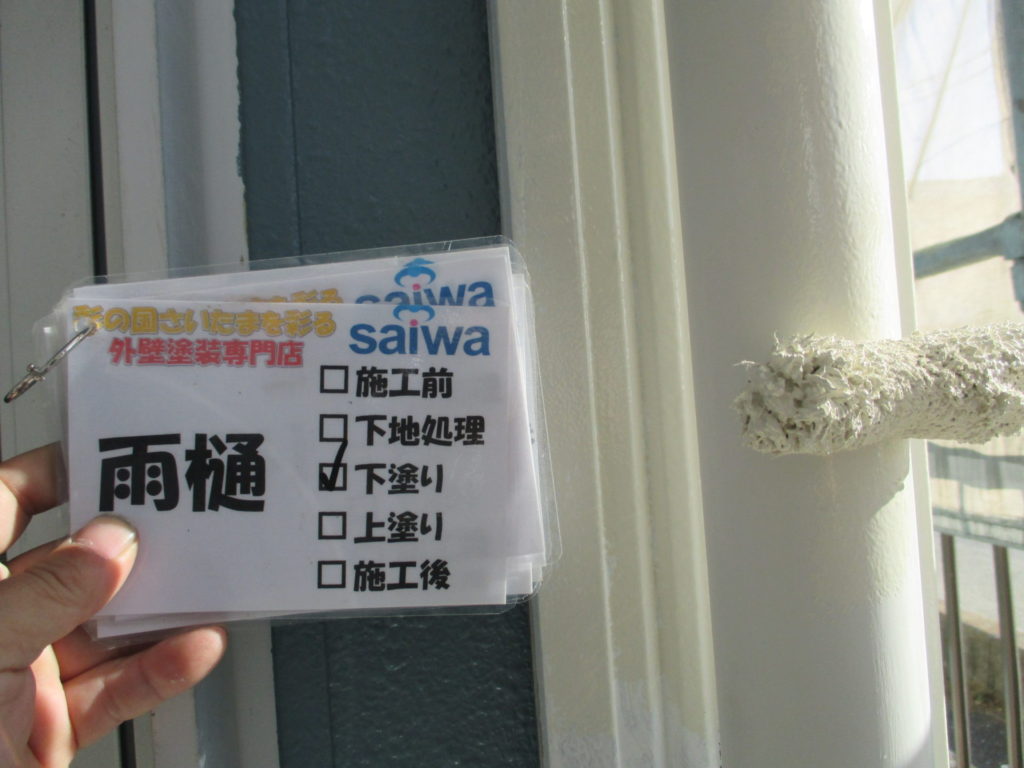 saiwa
彩の国さいたまを彩る
saiwa
外壁塗装専門店
雨樋
□ 施工前
□ 下地処理
☑ 下塗り
□ 上塗り
□ 施工後